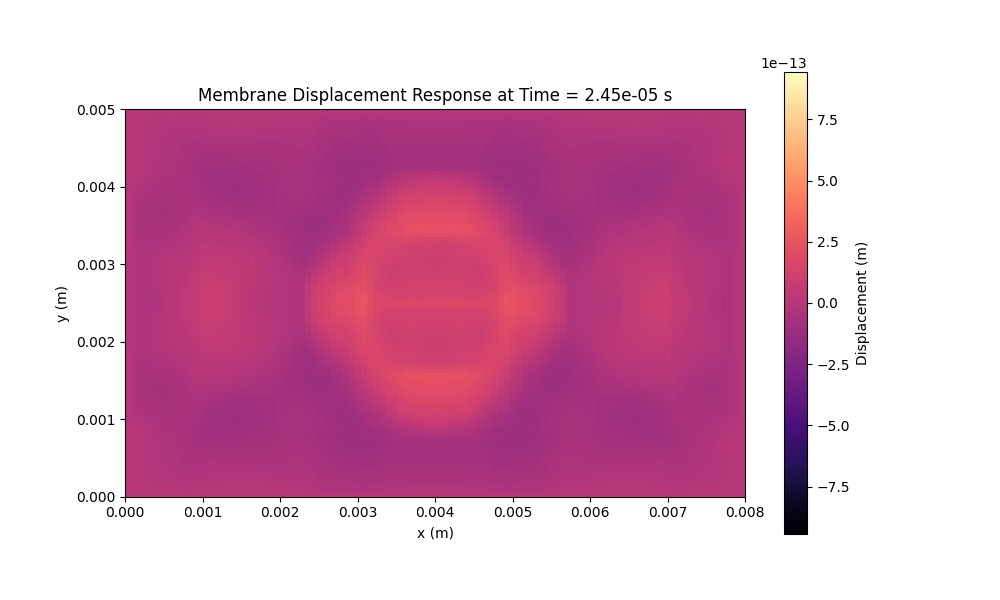 1e−13
Membrane Displacement Response at Time = 2.45e-05 s
0.005
0.004
0.003
0.002
0.001
0.000
y (m)
0.000 0.001 0.002 0.003 0.004 0.005 0.006 0.007 0.008
x (m)
7.5
5.0
2.5
0.0
−2.5
−5.0
−7.5
Displacement (m)